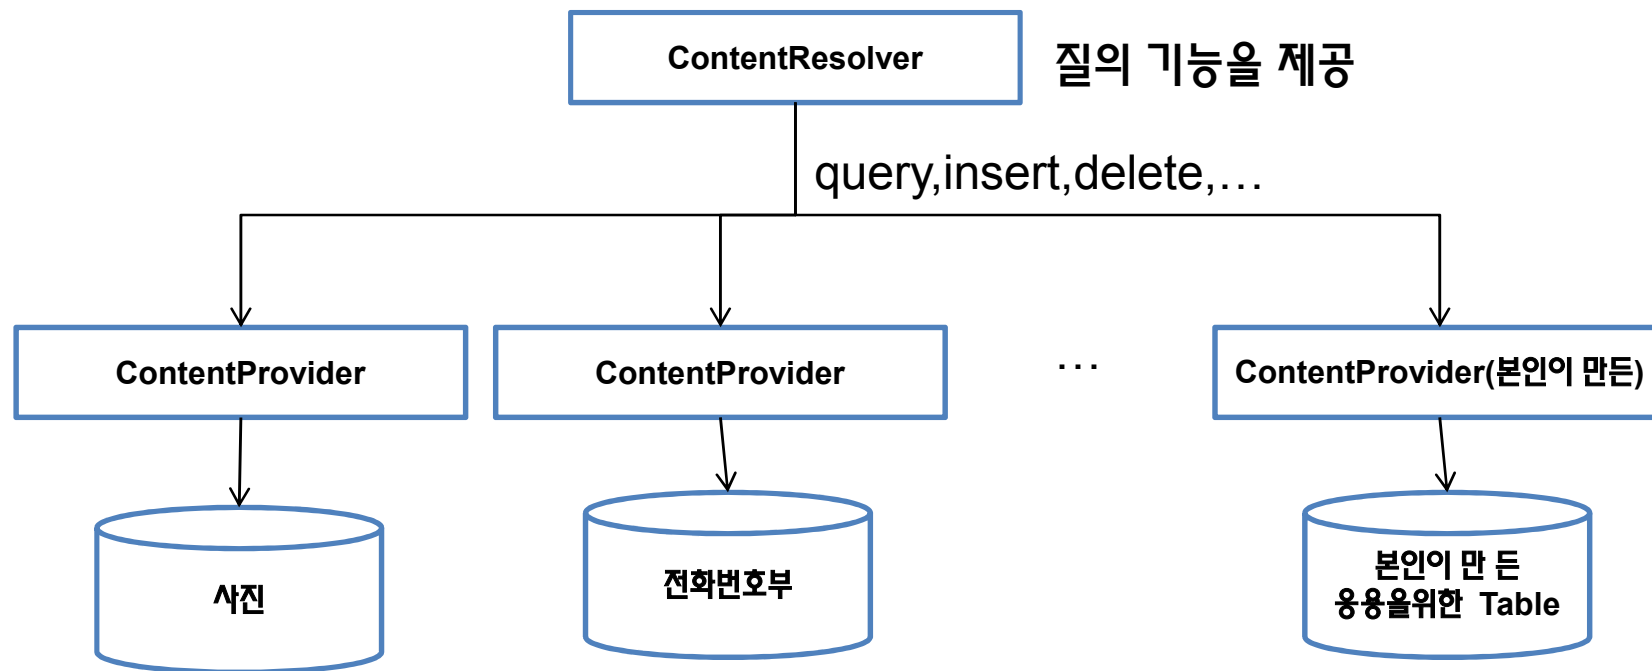 ContentResolver
질의 기능을 제공
query,insert,delete,…
ContentProvider
ContentProvider
...
ContentProvider(본인이 만든)
사진
전화번호부
본인이 만 든
응용을위한 Table